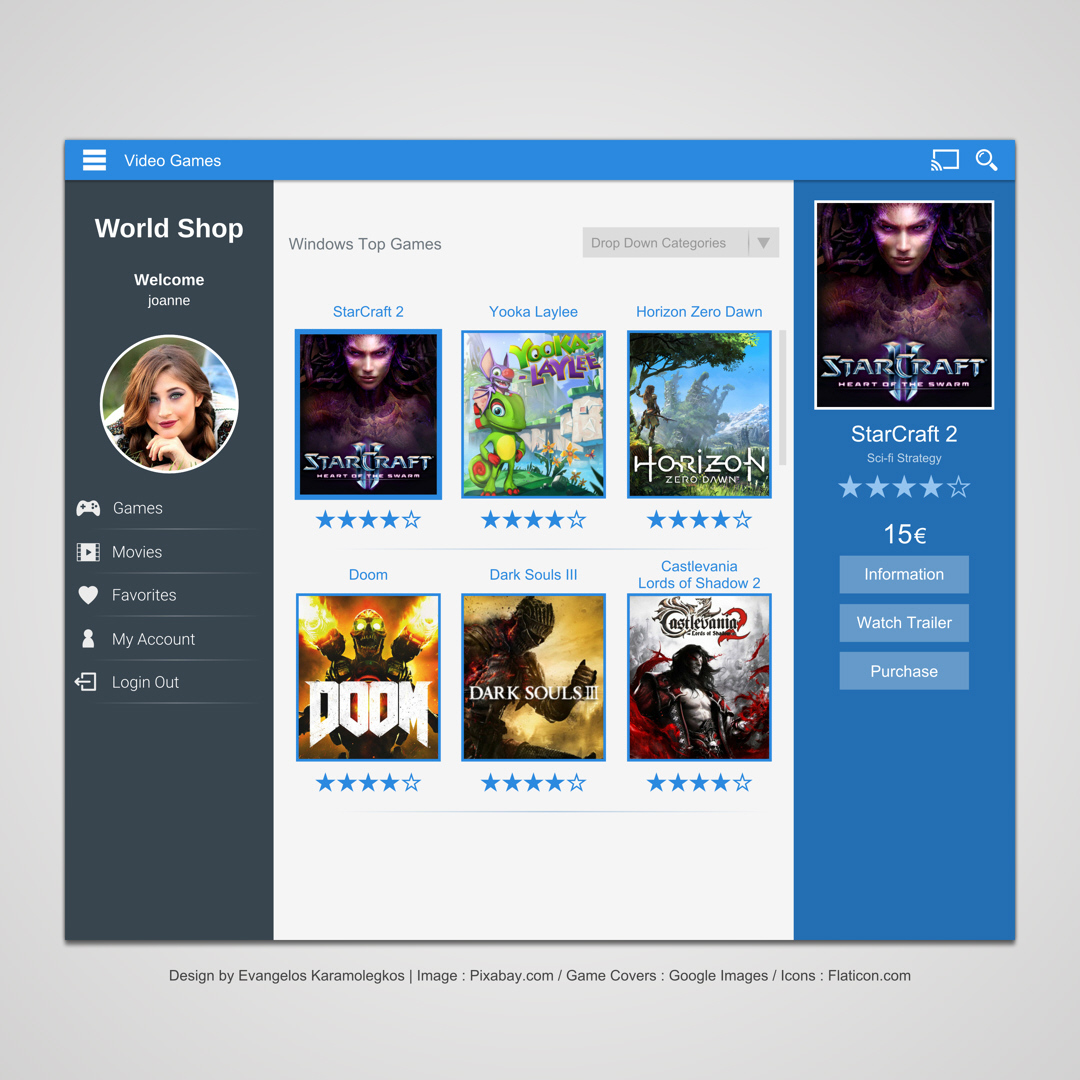 Video Games
World Shop
Welcome
joanne
Games
Movies
Favorites
My Account
Login Out
Windows Top Games
Drop Down Categories
StarCraft 2
Yooka Laylee
Horizon Zero Dawn
STARCRAFT
II
HEART OF THE SWARM
YOOKA-
LAYLEE
HORIZON
ZERO DAWN
Doom
Dark Souls III
Castlevania
Lords of Shadow 2
DOOM
DARK SOULS III
Castlevania 2
Lords of Shadow
STARCRAFT
II
HEART OF THE SWARM
StarCraft 2
Sci-fi Strategy
15€
Information
Watch Trailer
Purchase
Design by Evangelos Karamolegkos | Image : Pixabay.com / Game Covers : Google Images / Icons : Flaticon.com